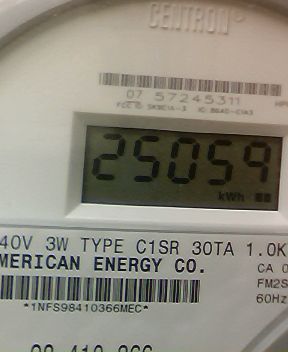 CENTRON®
07 57245311
25059
kWh
40V 3W TYPE C1SR 30TA 1.0K
MERICAN ENERGY CO.
CA 0
FM2S
60Hz
*1NFS98410366MEC*